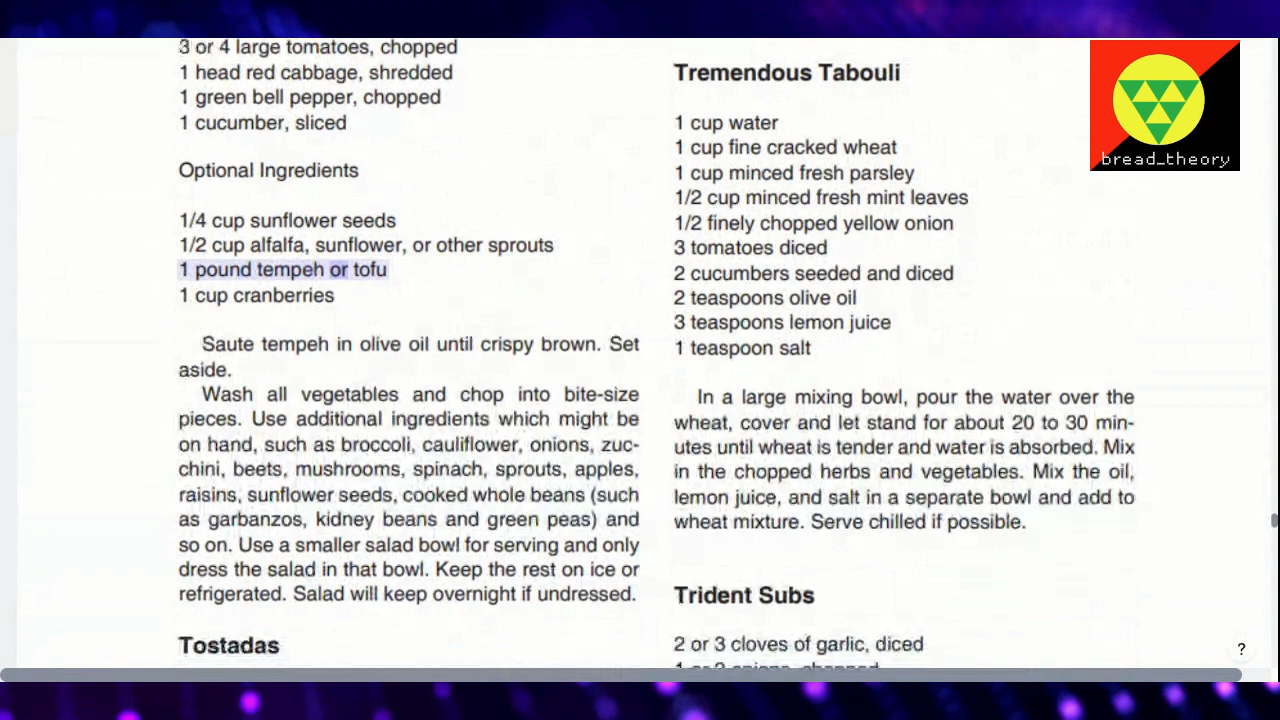 3 or 4 large tomatoes, chopped
1 head red cabbage, shredded
1 green bell pepper, chopped
1 cucumber, sliced
Optional Ingredients
1/4 cup sunflower seeds
1/2 cup alfalfa, sunflower, or other sprouts
1 pound tempeh or tofu
1 cup cranberries
Saute tempeh in olive oil until crispy brown. Set
aside.
Wash all vegetables and chop into bite-size
pieces. Use additional ingredients which might be
on hand, such as broccoli, cauliflower, onions, zuc-
chini, beets, mushrooms, spinach, sprouts, apples,
raisins, sunflower seeds, cooked whole beans (such
as garbanzos, kidney beans and green peas) and
so on. Use a smaller salad bowl for serving and only
dress the salad in that bowl. Keep the rest on ice or
refrigerated. Salad will keep overnight if undressed.
Tostadas
Tremendous Tabouli
1 cup water
1 cup fine cracked wheat
1 cup minced fresh parsley
1/2 cup minced fresh mint leaves
1/2 finely chopped yellow onion
3 tomatoes diced
2 cucumbers seeded and diced
2 teaspoons olive oil
3 teaspoons lemon juice
1 teaspoon salt
In a large mixing bowl, pour the water over the
wheat, cover and let stand for about 20 to 30 min-
utes until wheat is tender and water is absorbed. Mix
in the chopped herbs and vegetables. Mix the oil,
lemon juice, and salt in a separate bowl and add to
wheat mixture. Serve chilled if possible.
Trident Subs
2 or 3 cloves of garlic, diced
1 or 2 onions, chopped
bread_theory
?